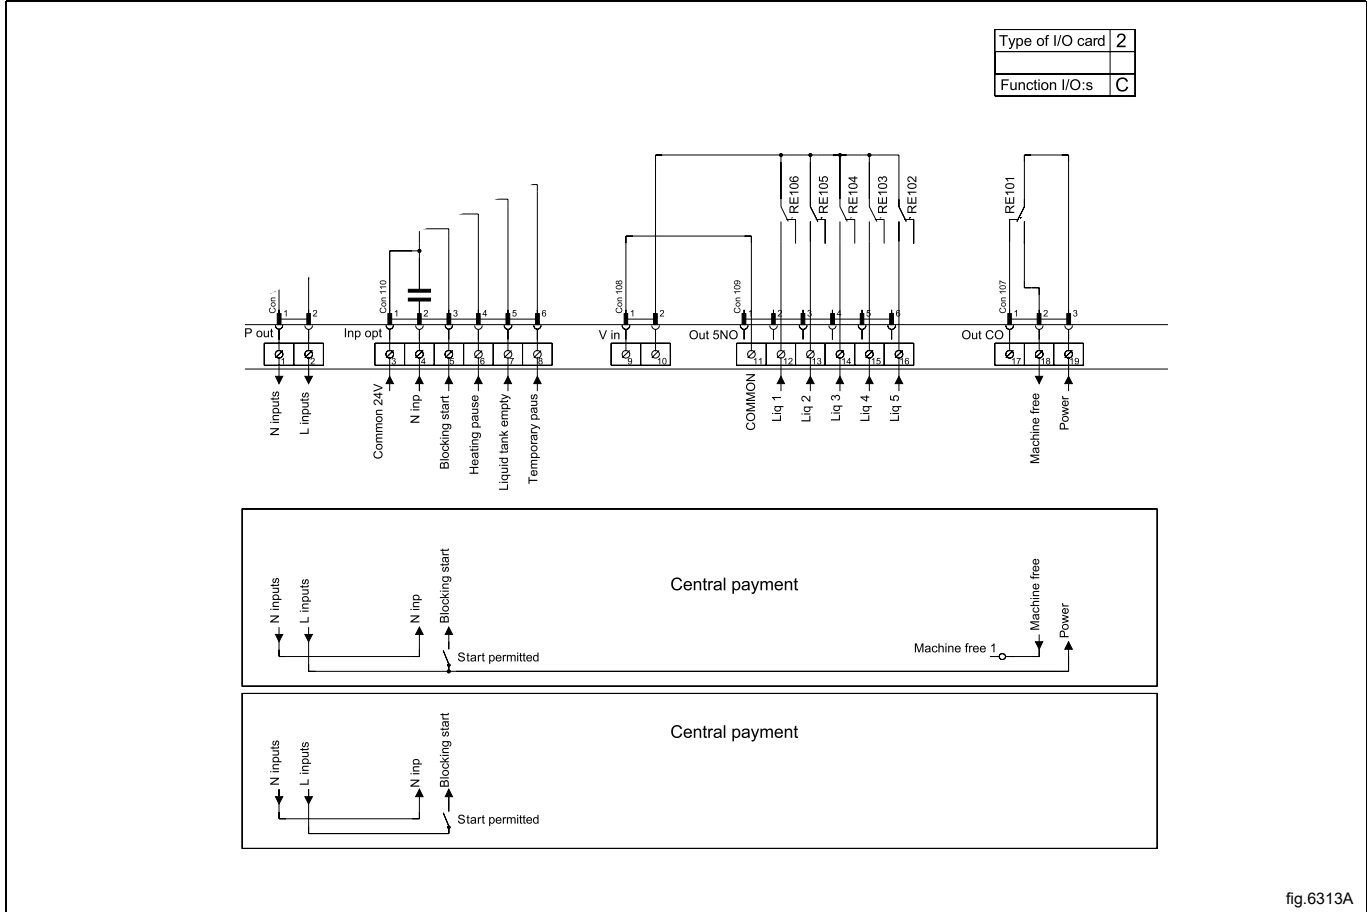 Type of I/O card 2
Function I/O:s C
RE106 RE105 RE104 RE103 RE102 RE101
Con Con 110 Con 108 Con 109 Con 107
1 2 1 2 3 4 5 6 1 2 1 2 3 4 5 6 1 2 3
P out Inp opt V in Out 5NO Out CO
1 2 3 4 5 6 7 8 9 10 11 12 13 14 15 16 17 18 19
N inputs
L inputs
Common 24V
N inp
Blocking start
Heating pause
Liquid tank empty
Temporary paus
COMMON
Liq 1
Liq 2
Liq 3
Liq 4
Liq 5
Machine free
Power
Central payment
N inputs
L inputs
N inp
Blocking start
Start permitted
Machine free 1
Machine free
Power
Central payment
N inputs
L inputs
N inp
Blocking start
Start permitted
fig.6313A